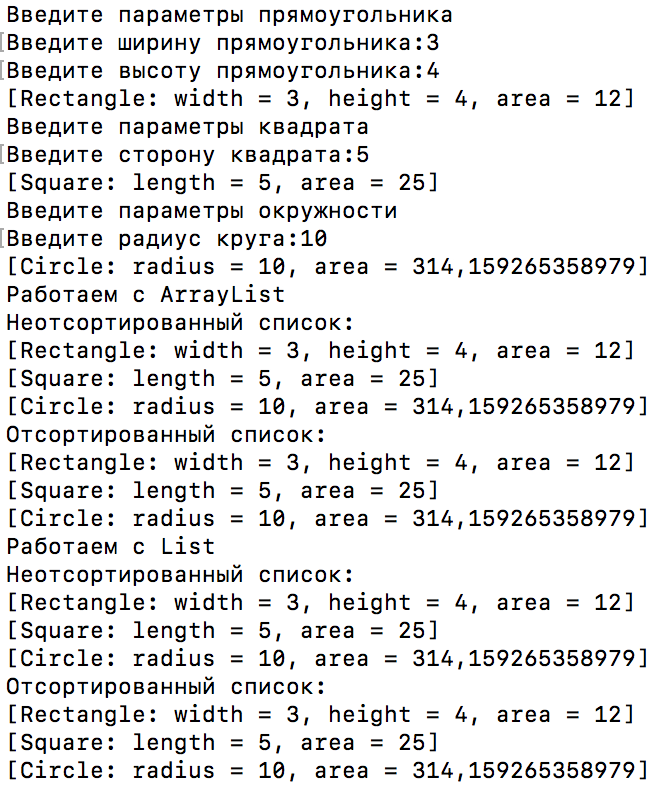 Введите параметры прямоугольника
Введите ширину прямоугольника:3
Введите высоту прямоугольника:4
[Rectangle: width = 3, height = 4, area = 12]
Введите параметры квадрата
Введите сторону квадрата:5
[Square: length = 5, area = 25]
Введите параметры окружности
Введите радиус круга:10
[Circle: radius = 10, area = 314,159265358979]
Работаем с ArrayList
Неотсортированный список:
[Rectangle: width = 3, height = 4, area = 12]
[Square: length = 5, area = 25]
[Circle: radius = 10, area = 314,159265358979]
Отсортированный список:
[Rectangle: width = 3, height = 4, area = 12]
[Square: length = 5, area = 25]
[Circle: radius = 10, area = 314,159265358979]
Работаем с List
Неотсортированный список:
[Rectangle: width = 3, height = 4, area = 12]
[Square: length = 5, area = 25]
[Circle: radius = 10, area = 314,159265358979]
Отсортированный список:
[Rectangle: width = 3, height = 4, area = 12]
[Square: length = 5, area = 25]
[Circle: radius = 10, area = 314,159265358979]